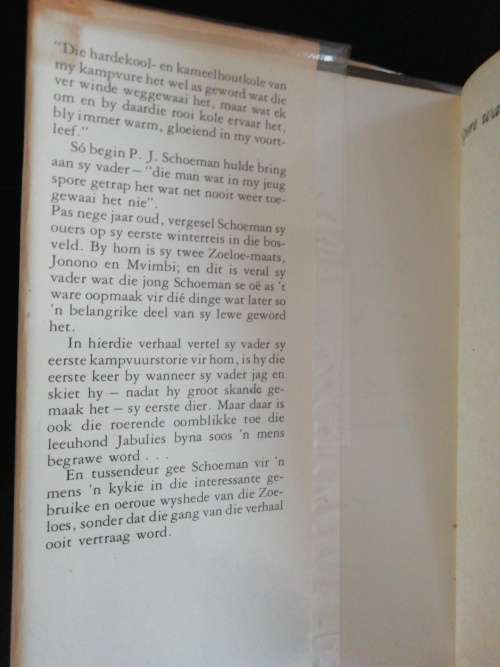 "Die hardekool- en kameelhoutkole van
my kampvure het wel as geword wat die
ver winde weggewaai het, maar wat ek
om en by daardie rooi kole ervaar het,
bly immer warm, gloeiend in my voort-
leef."
Só begin P. J. Schoeman hulde bring
aan sy vader – "die man wat in my jeug
spore getrap het wat net nooit weer toe-
gewaai het nie".
Pas nege jaar oud, vergesel Schoeman sy
ouers op sy eerste winterreis in die bos-
veld. By hom is sy twee Zoeloe-maats,
Jonono en Mvimbi; en dit is veral sy
vader wat die jong Schoeman se oë as 't
ware oopmaak vir dié dinge wat later so
'n belangrike deel van sy lewe geword
het.
In hierdie verhaal vertel sy vader sy
eerste kampvuurstorie vir hom, is hy die
eerste keer by wanneer sy vader jag en
skiet hy – nadat hy groot skande ge-
maak het – sy eerste dier. Maar daar is
ook die roerende oomblikke toe die
leeuhond Jabulies byna soos 'n mens
begrawe word . . .
En tussendeur gee Schoeman vir 'n
mens 'n kykie in die interessante ge-
bruike en oeroue wyshede van die Zoe-
loes, sonder dat die gang van die verhaal
ooit vertraag word.